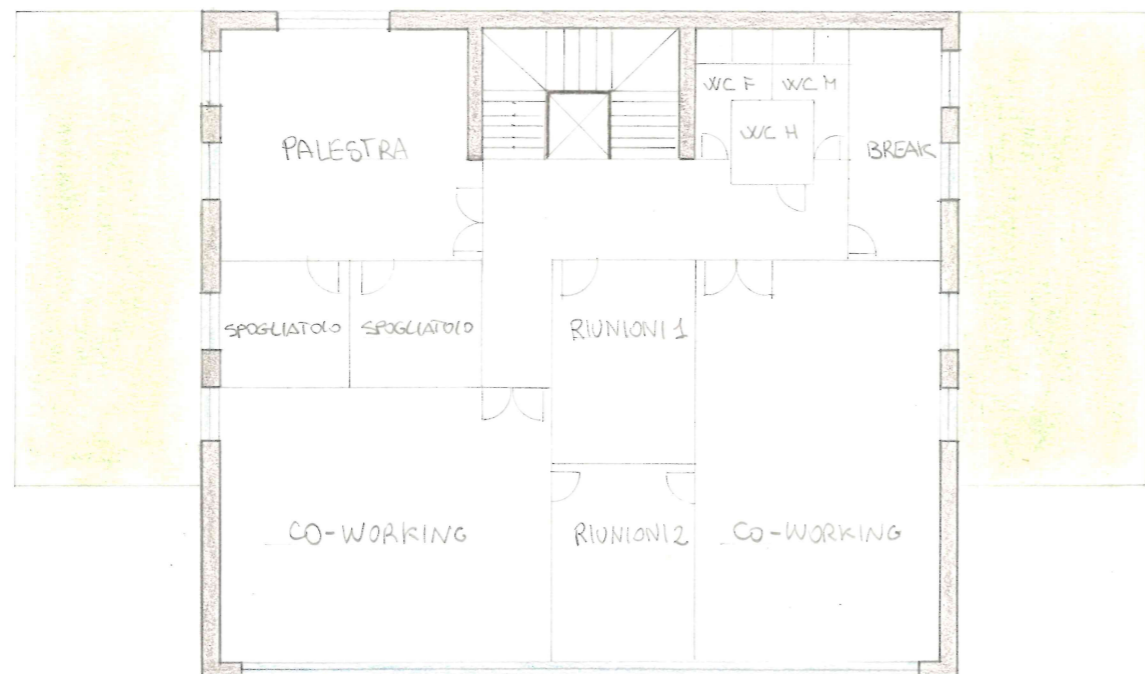 WC F
WC M
WC H
PALESTRA
BREAK
SPOGLIATOIO
SPOGLIATOIO
RIUNIONI 1
CO-WORKING
RIUNIONI 2
CO-WORKING